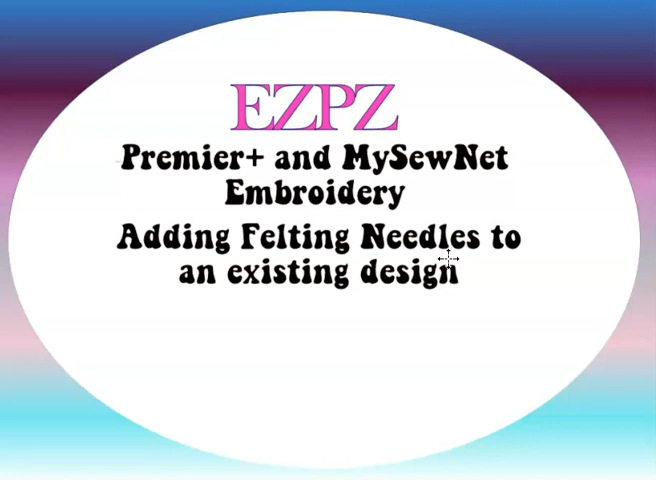 EZPZ
Premier+ and MySewNet
Embroidery
Adding Felting Needles to
an existing design